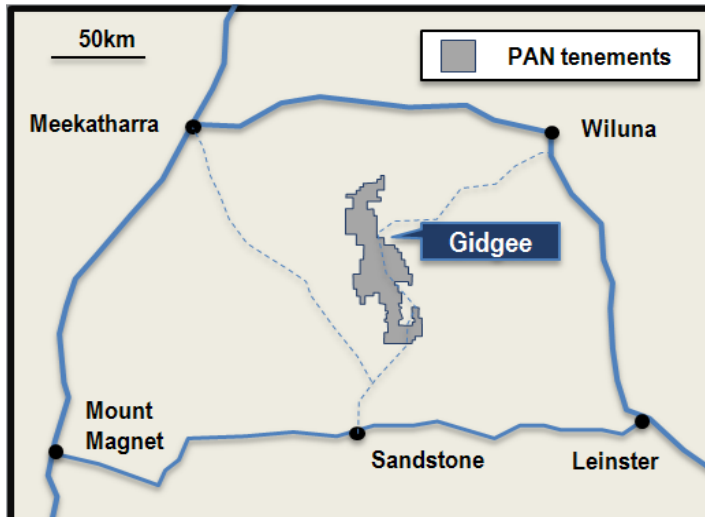 50km
PAN tenements
Meekatharra
Wiluna
Gidgee
Mount
Magnet
Sandstone
Leinster